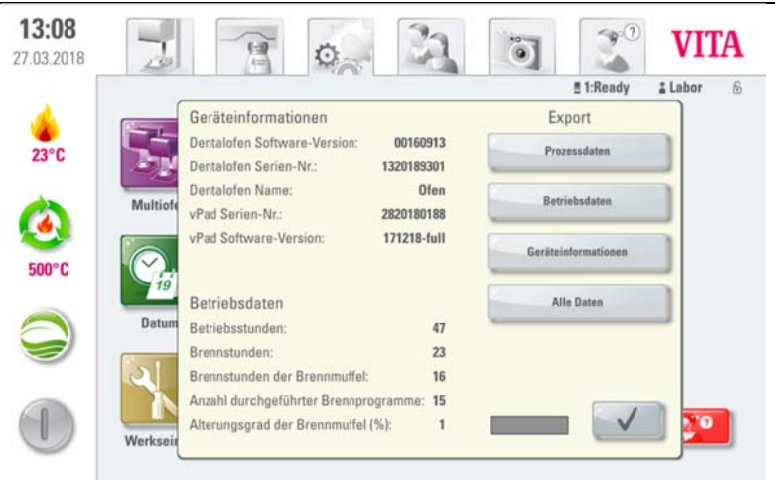 13:08
27.03.2018
?
VITA
1:Ready
Labor
23°C
500°C
Multiofe
Datum
19
Werksein
Geräteinformationen
Dertalofen Software-Version: 00160913
Dertalofen Serien-Nr.: 1320189301
Dertalofen Name: Ofen
vPad Serien-Nr.: 2820180188
vPad Software-Version: 171218-full
Betriebsdaten
Betriebsstunden: 47
Brennstunden: 23
Brennstunden der Brennmuffel: 16
Anzahl durchgeführter Brennprogramme: 15
Alterungsgrad der Brennmuffel (%): 1
Export
Prozessdaten
Betriebsdaten
Geräteinformationen
Alle Daten
?